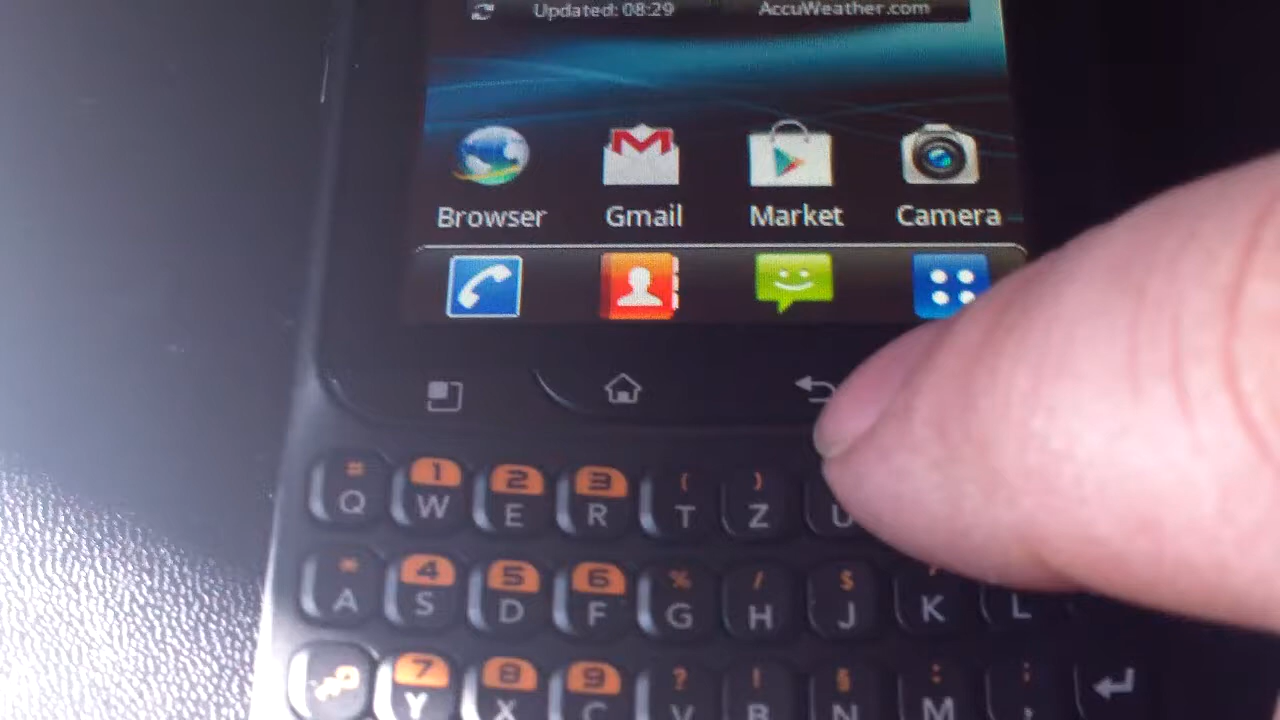 Updated: 08:29 AccuWeather.com
Browser Gmail Market Camera
# 1 2 3 ( )
Q W E R T Z U
* 4 5 6 % / $
A S D F G H J K L
7 8 9 ? ! § : ;
Y X C V B N M ,